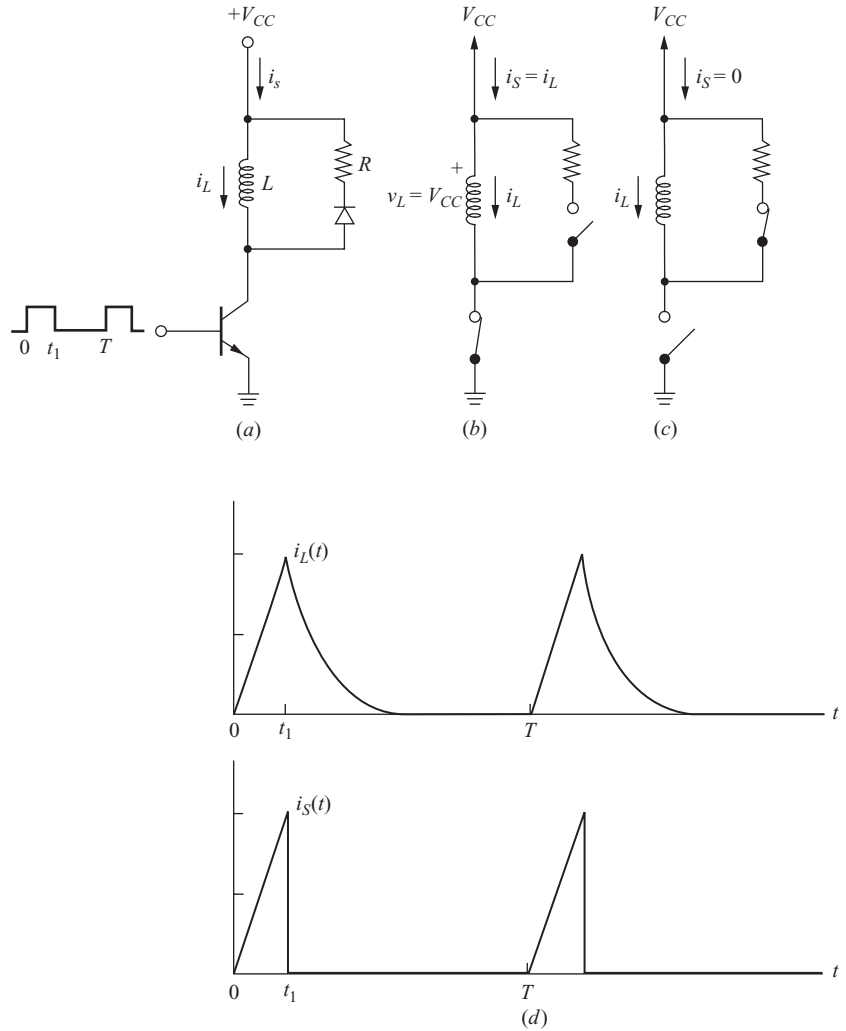 +V_CC
i_s
i_L
L
R
0 t_1 T
(a)
V_CC
i_S = i_L
+
v_L = V_CC
i_L
(b)
V_CC
i_S = 0
i_L
(c)
i_L(t)
0 t_1 T t
i_S(t)
0 t_1 T t
(d)